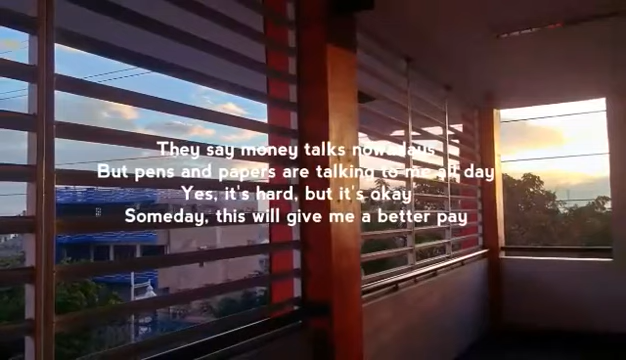 They say money talks nowadays
But pens and papers are talking to me all day
Yes, it's hard, but it's okay
Someday, this will give me a better pay